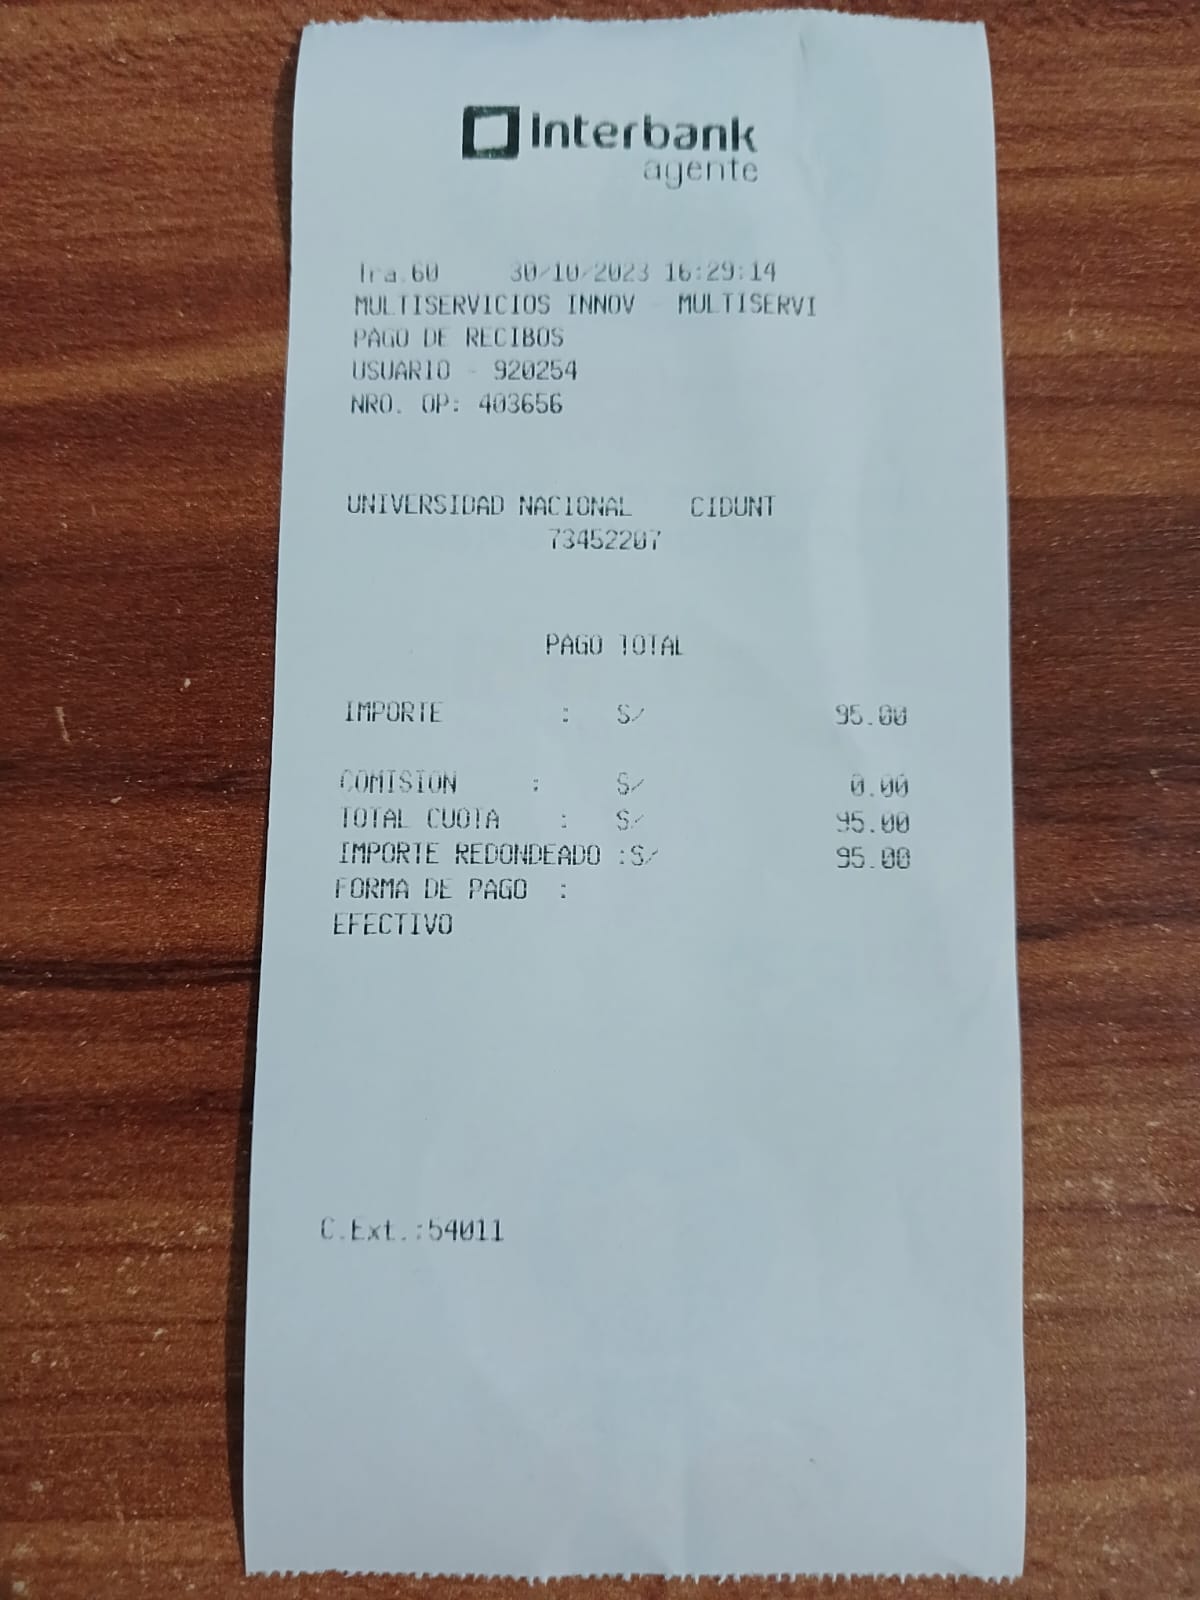 Interbank
agente
Tra.60 30/10/2023 16:29:14
MULTISERVICIOS INNOV - MULTISERVI
PAGO DE RECIBOS
USUARIO - 920254
NRO. OP: 403656
UNIVERSIDAD NACIONAL CIDUNT
73452207
PAGO TOTAL
IMPORTE : S/ 95.00
COMISION : S/ 0.00
TOTAL CUOTA : S/ 95.00
IMPORTE REDONDEADO :S/ 95.00
FORMA DE PAGO :
EFECTIVO
C.Ext.:54011